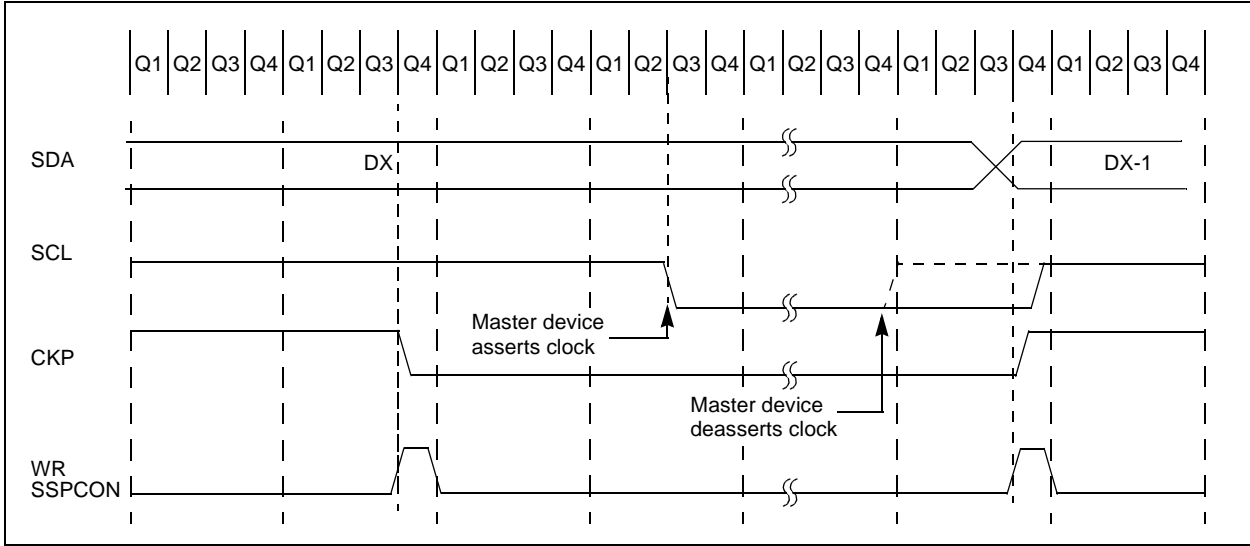 Q1 Q2 Q3 Q4 Q1 Q2 Q3 Q4 Q1 Q2 Q3 Q4 Q1 Q2 Q3 Q4 Q1 Q2 Q3 Q4 Q1 Q2 Q3 Q4 Q1 Q2 Q3 Q4
SDA
DX
DX-1
SCL
Master device
asserts clock
CKP
Master device
deasserts clock
WR
SSPCON